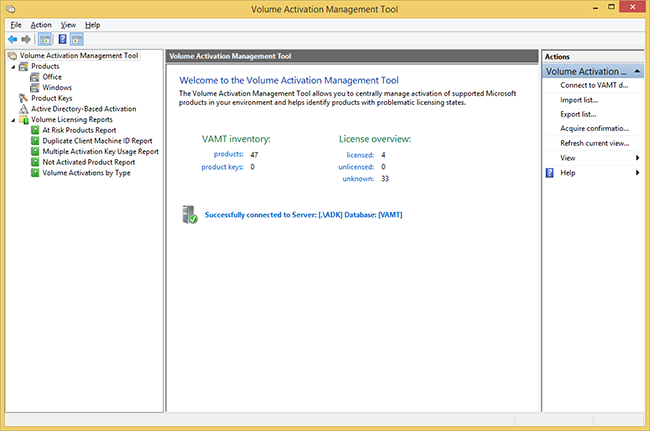 Volume Activation Management Tool
File Action View Help
Volume Activation Management Tool
Products
Office
Windows
Product Keys
Active Directory-Based Activation
Volume Licensing Reports
At Risk Products Report
Duplicate Client Machine ID Report
Multiple Activation Key Usage Report
Not Activated Product Report
Volume Activations by Type
Volume Activation Management Tool
Welcome to the Volume Activation Management Tool
The Volume Activation Management Tool allows you to centrally manage activation of supported Microsoft
products in your environment and helps identify products with problematic licensing states.
VAMT inventory:
products: 47
product keys: 0
License overview:
licensed: 4
unlicensed: 0
unknown: 33
Successfully connected to Server: [.\ADK] Database: [VAMT]
Actions
Volume Activation ...
Connect to VAMT d...
Import list...
Export list...
Acquire confirmatio...
Refresh current view...
View
Help